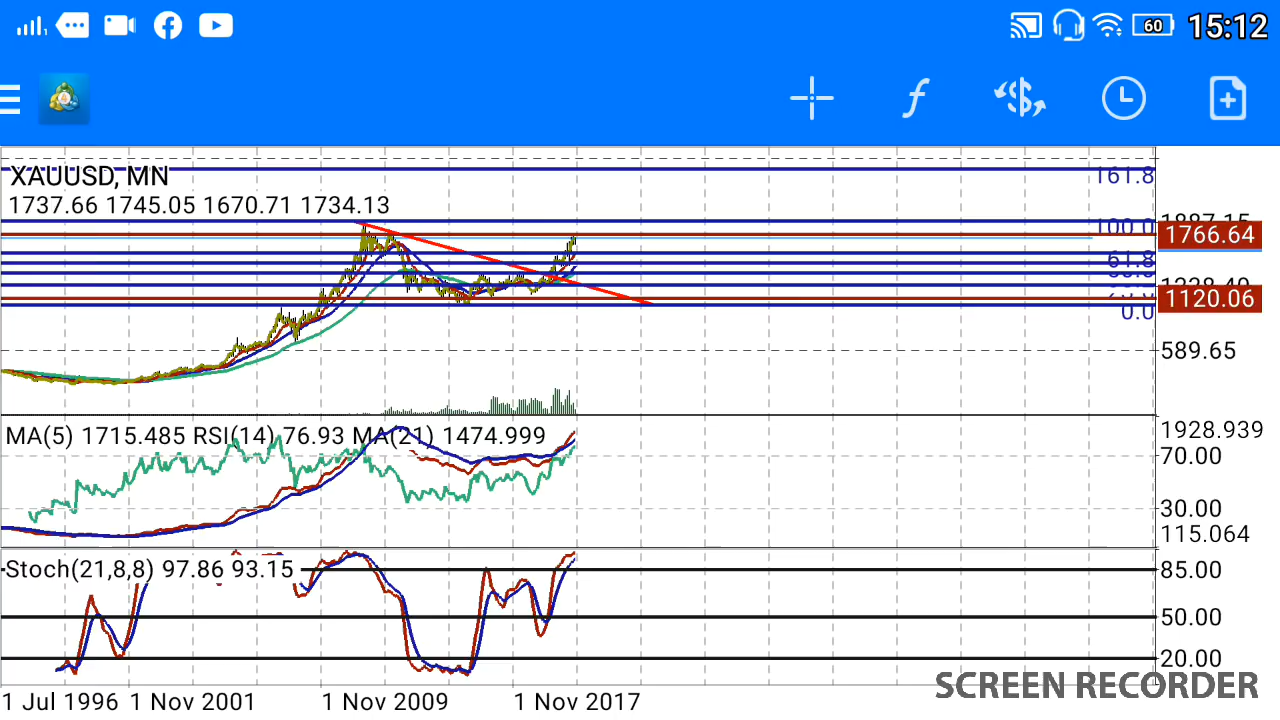 60 15:12
XAUUSD, MN
161.8
1737.66 1745.05 1670.71 1734.13
100.0
1766.64
61.8
1120.06
0.0
589.65
MA(5) 1715.485 RSI(14) 76.93 MA(21) 1474.999
1928.939
70.00
30.00
115.064
Stoch(21,8,8) 97.86 93.15
85.00
50.00
20.00
SCREEN RECORDER
1 Jul 1996 1 Nov 2001 1 Nov 2009 1 Nov 2017